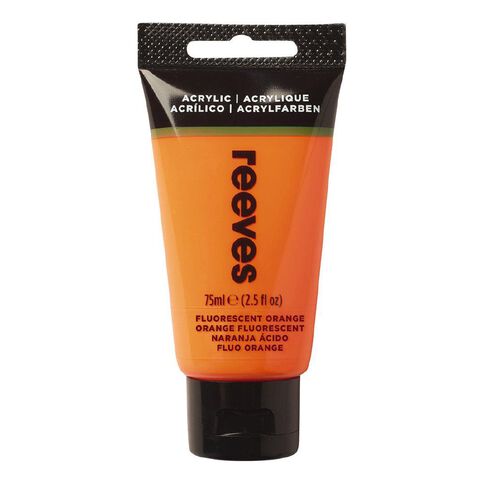 ACRYLIC | ACRYLIQUE
ACRÍLICO | ACRYLFARBEN
reeves
75ml ℮ (2.5 fl oz)
FLUORESCENT ORANGE
ORANGE FLUORESCENT
NARANJA ÁCIDO
FLUO ORANGE